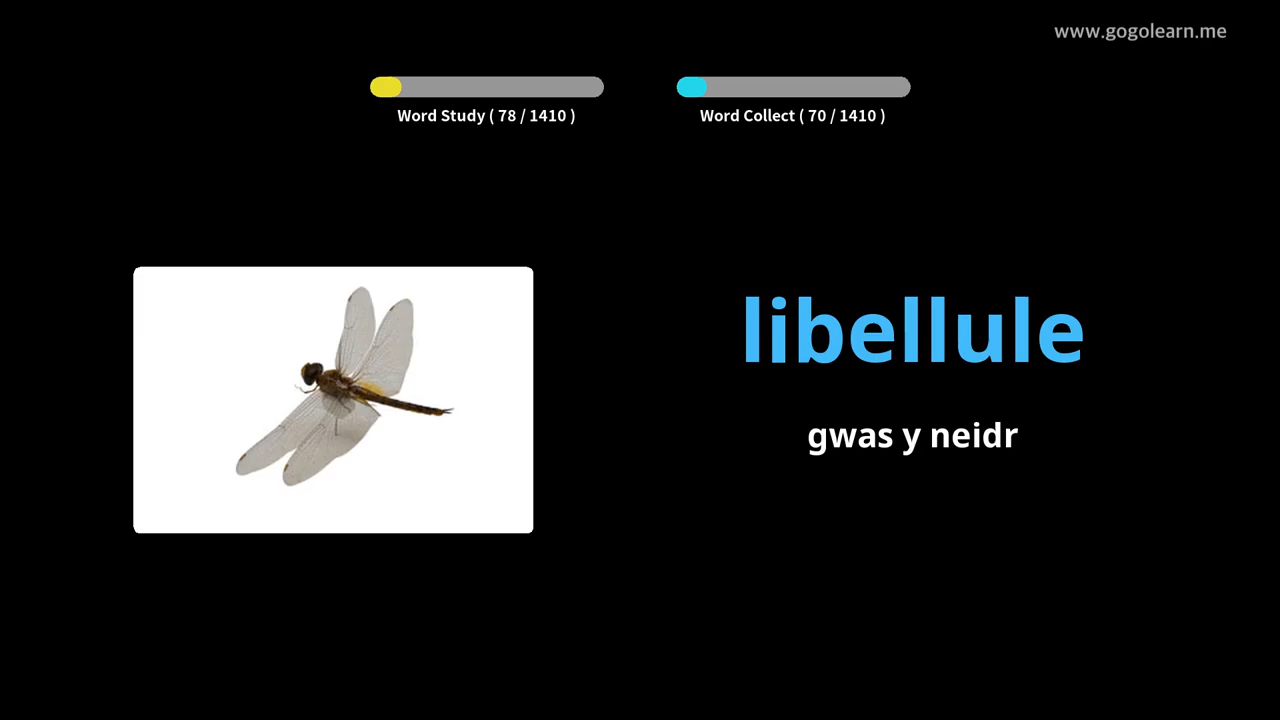 www.gogolearn.me
Word Study ( 78 / 1410 )
Word Collect ( 70 / 1410 )
libellule
gwas y neidr